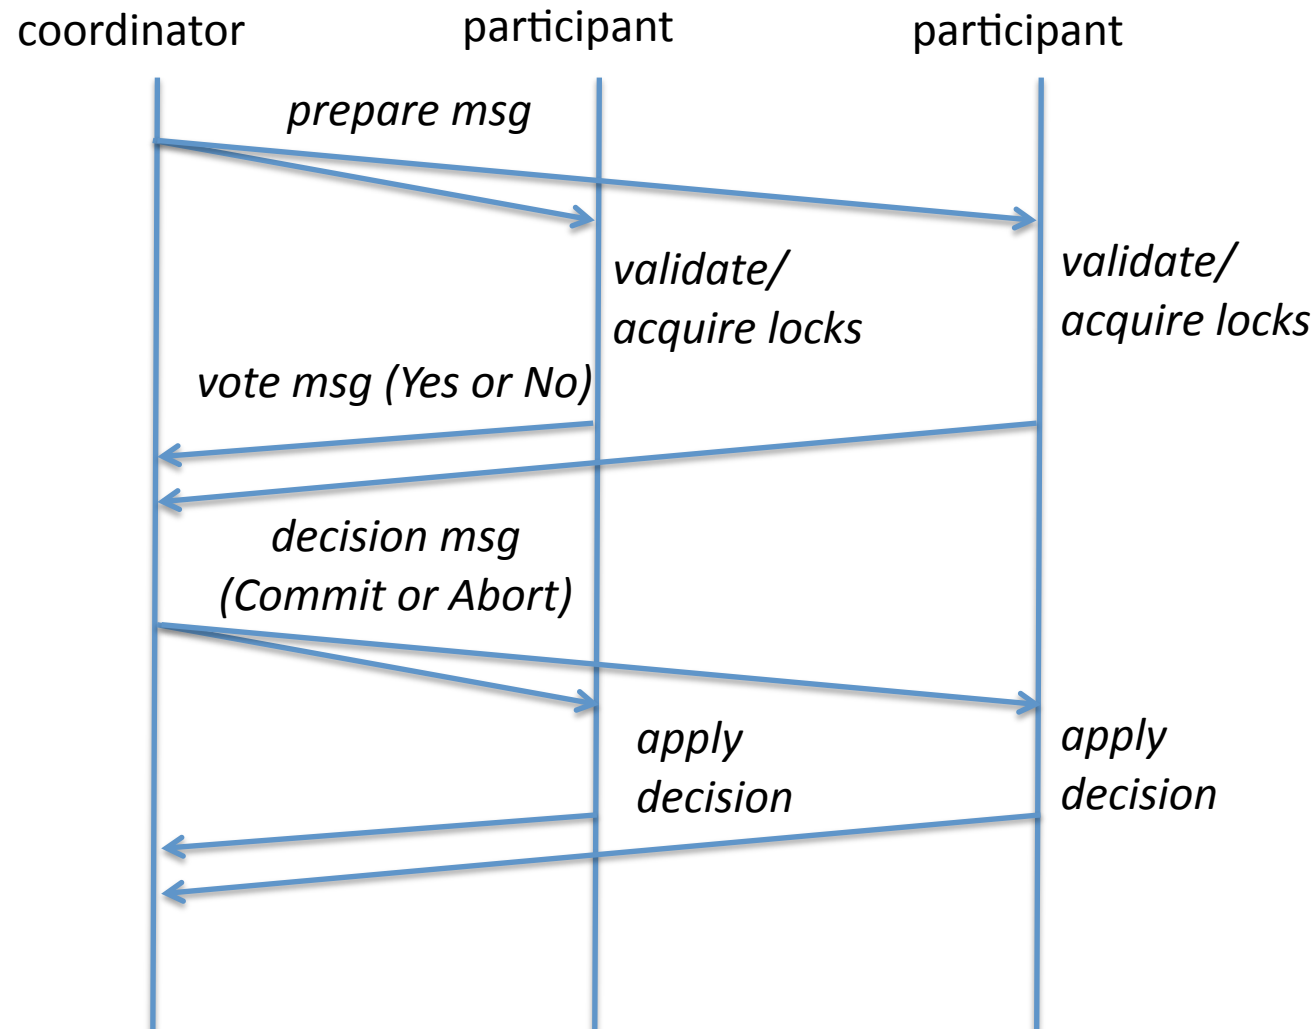 coordinator
participant
participant
prepare msg
validate/
acquire locks
validate/
acquire locks
vote msg (Yes or No)
decision msg
(Commit or Abort)
apply
decision
apply
decision